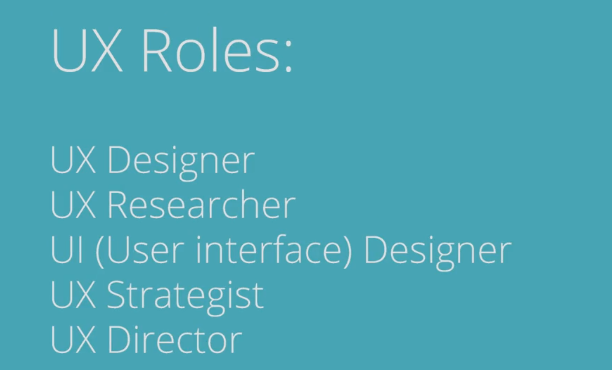 UX Roles:
UX Designer
UX Researcher
UI (User interface) Designer
UX Strategist
UX Director